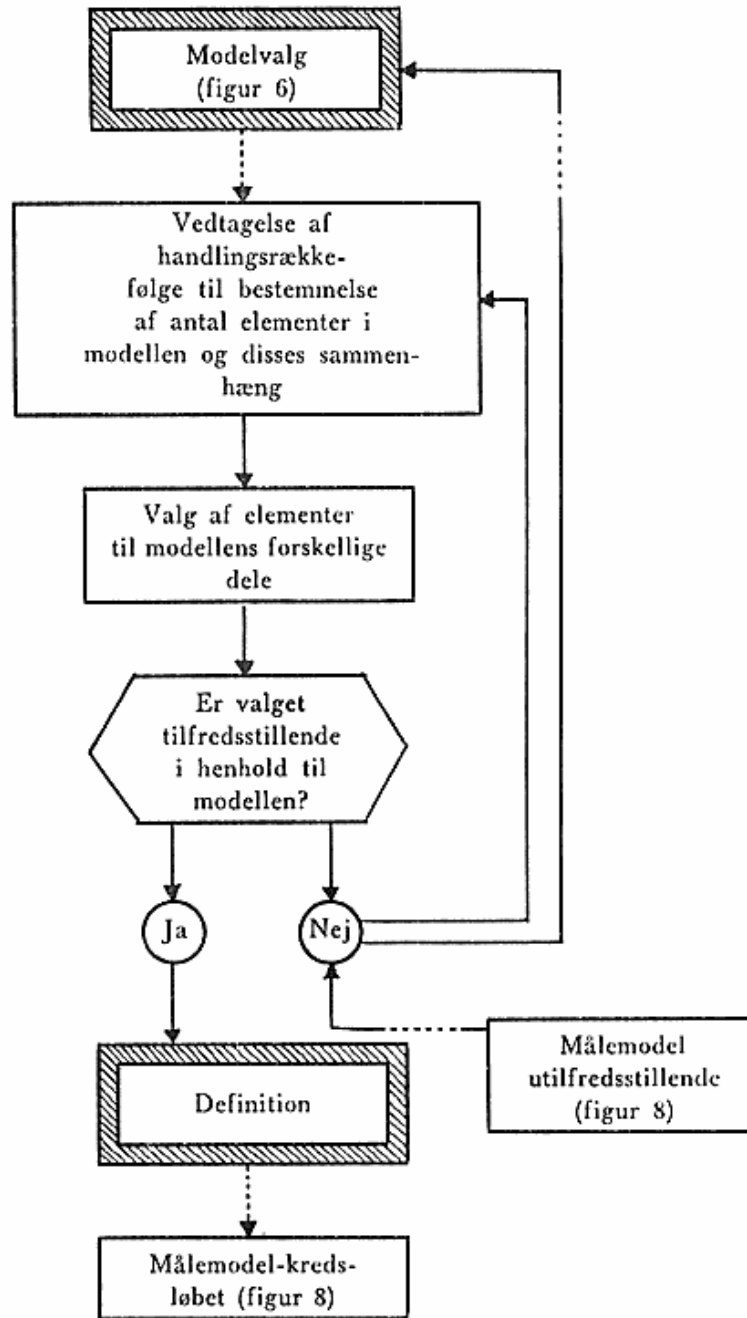 Modelvalg
(figur 6)
Vedtagelse af
handlingsrække-
følge til bestemmelse
af antal elementer i
modellen og disses sammen-
hæng
Valg af elementer
til modellens forskellige
dele
Er valget
tilfredsstillende
i henhold til
modellen?
Ja
Nej
Målemodel
utilfredsstillende
(figur 8)
Definition
Målemodel-kreds-
løbet (figur 8)